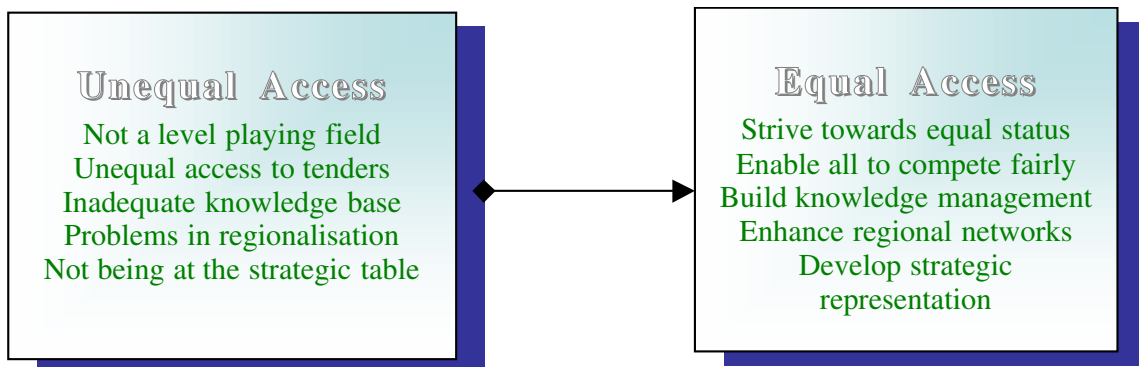 Unequal Access
Not a level playing field
Unequal access to tenders
Inadequate knowledge base
Problems in regionalisation
Not being at the strategic table
Equal Access
Strive towards equal status
Enable all to compete fairly
Build knowledge management
Enhance regional networks
Develop strategic
representation